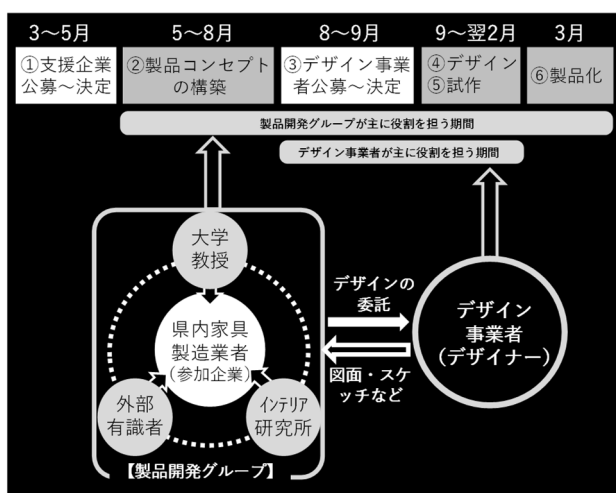 3～5月
5～8月
8～9月
9～翌2月
3月
①支援企業
公募～決定
②製品コンセプト
の構築
③デザイン事業
者公募～決定
④デザイン
⑤試作
⑥製品化
製品開発グループが主に役割を担う期間
デザイン事業者が主に役割を担う期間
大学
教授
県内家具
製造業者
(参加企業)
外部
有識者
ｲﾝﾃﾘｱ
研究所
【製品開発グループ】
デザインの
委託
図面・スケ
ッチなど
デザイン
事業者
(デザイナー)